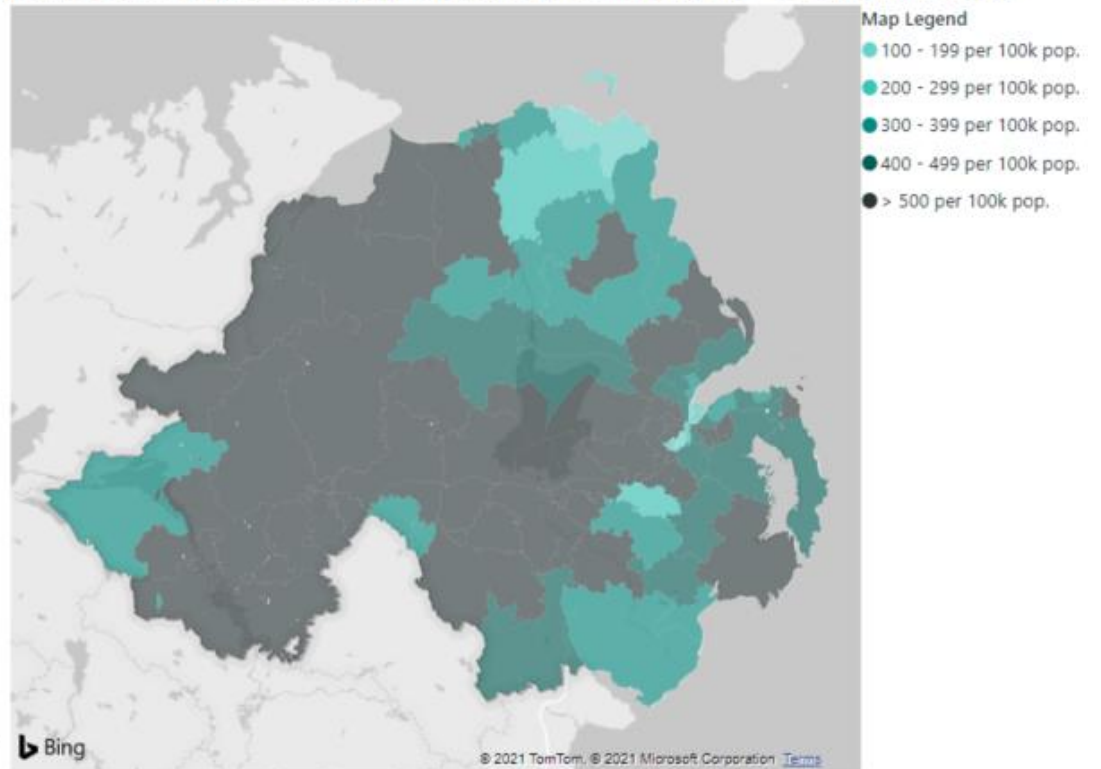 Map Legend
100 - 199 per 100k pop.
200 - 299 per 100k pop.
300 - 399 per 100k pop.
400 - 499 per 100k pop.
> 500 per 100k pop.
Bing
© 2021 TomTom, © 2021 Microsoft Corporation Terms